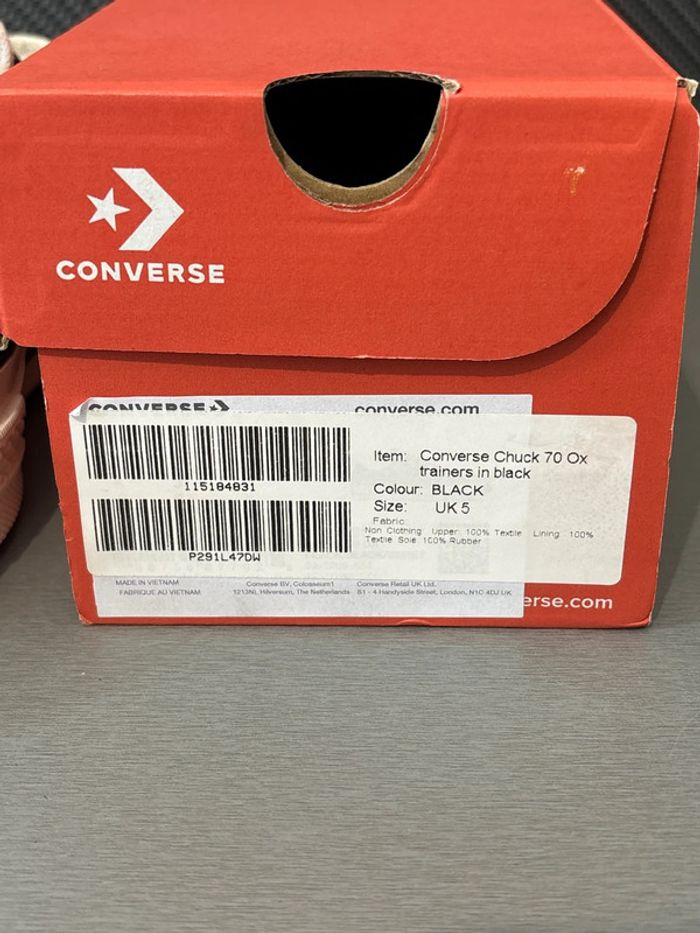 CONVERSE
CONVERSE converse.com
115184831
P291L47DW
Item: Converse Chuck 70 Ox
trainers in black
Colour: BLACK
Size: UK 5
Fabric:
Non Clothing: Upper: 100% Textile Lining: 100%
Textile Sole: 100% Rubber
MADE IN VIETNAM
FABRIQUE AU VIETNAM
Converse BV, Colosseum1
1213NL Hilversum, The Netherlands
Converse Retail UK Ltd.
S1 - 4 Handyside Street, London, N1C 4DJ UK
erse.com